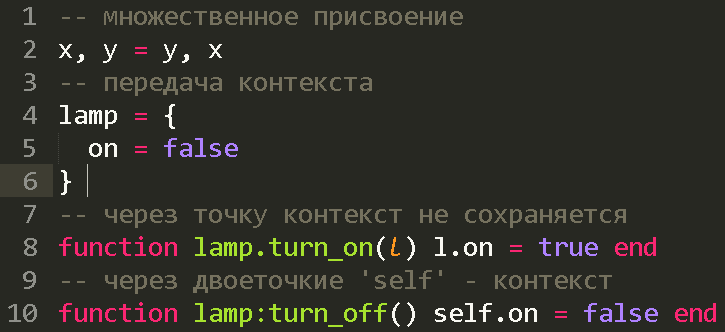 1 -- множественное присвоение
2 x, y = y, x
3 -- передача контекста
4 lamp = {
5   on = false
6 }
7 -- через точку контекст не сохраняется
8 function lamp.turn_on(l) l.on = true end
9 -- через двоеточкие 'self' - контекст
10 function lamp:turn_off() self.on = false end